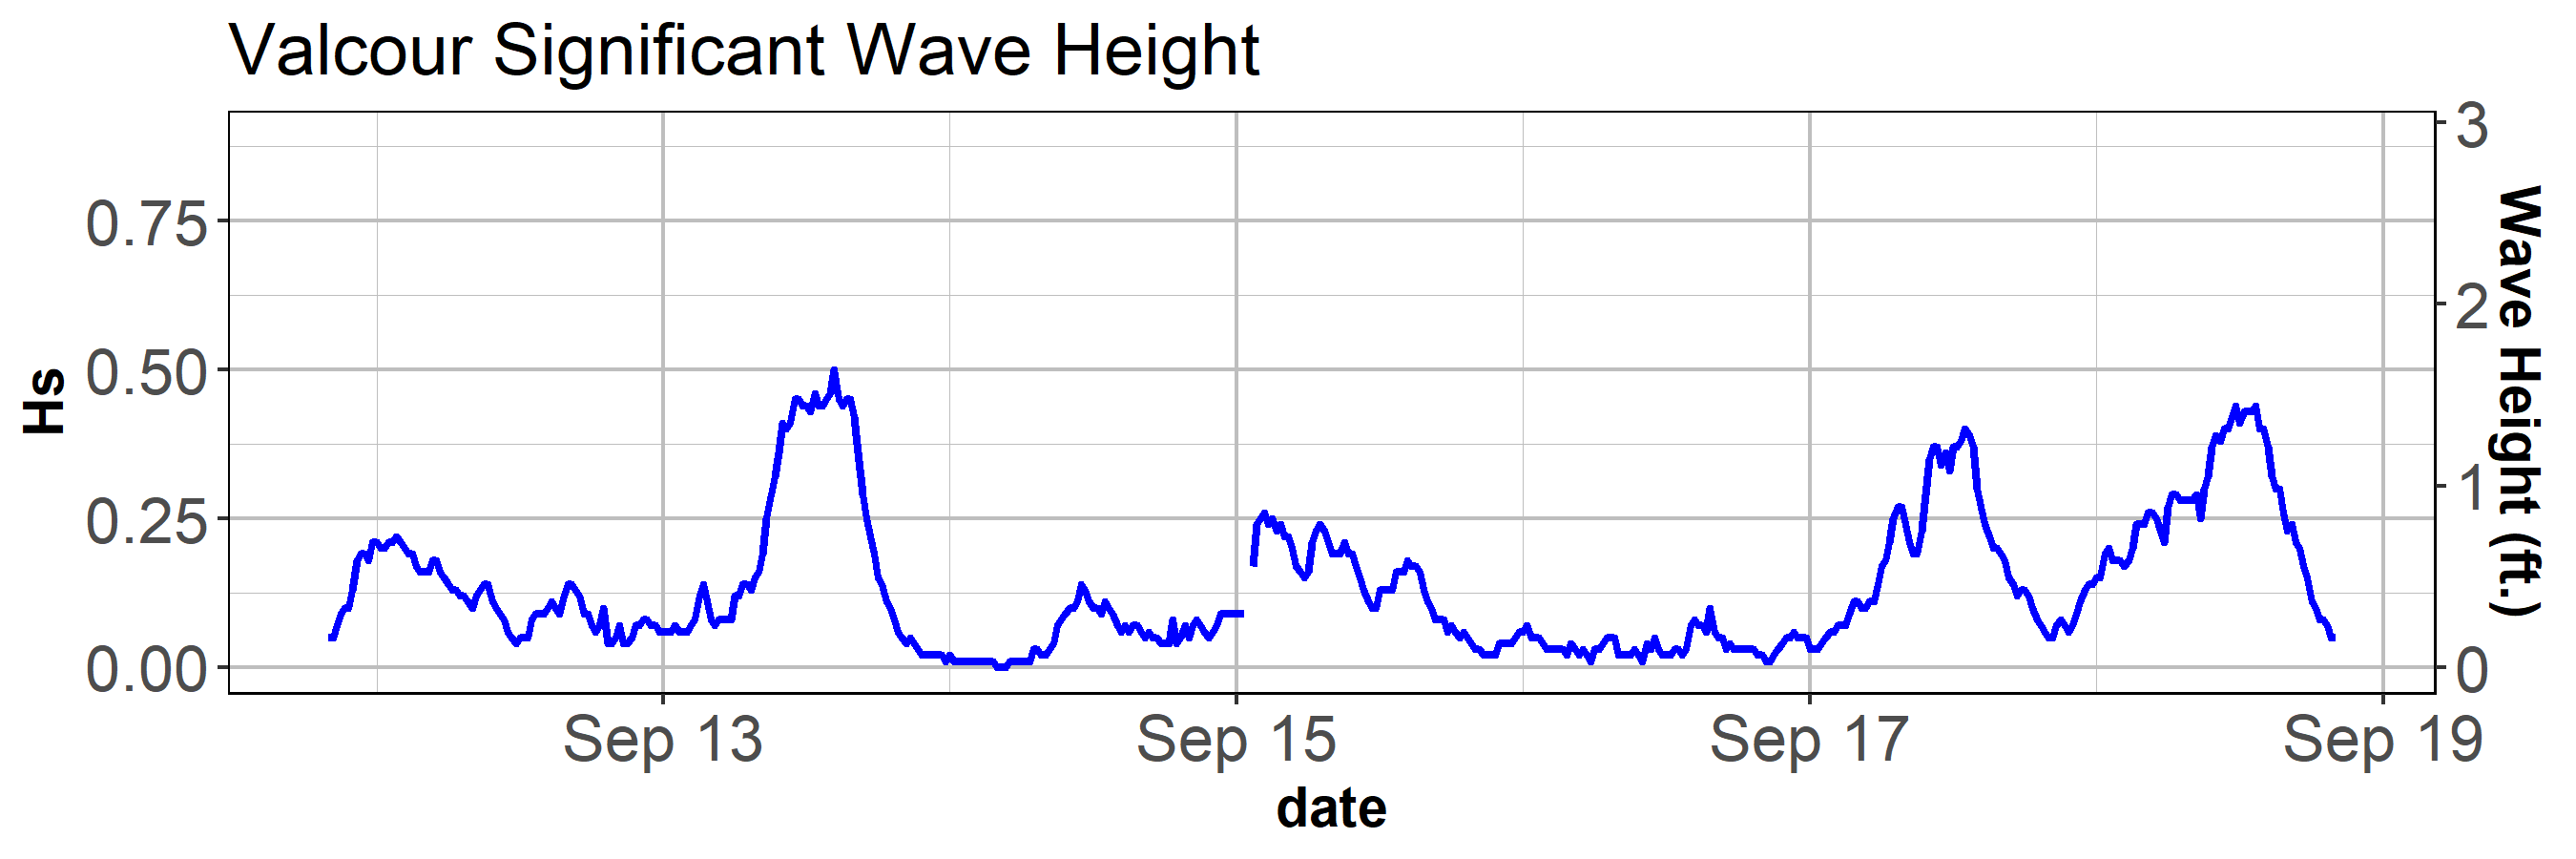 Valcour Significant Wave Height
Hs
0.75
0.50
0.25
0.00
3
2
1
0
Wave Height (ft.)
Sep 13
Sep 15
Sep 17
Sep 19
date